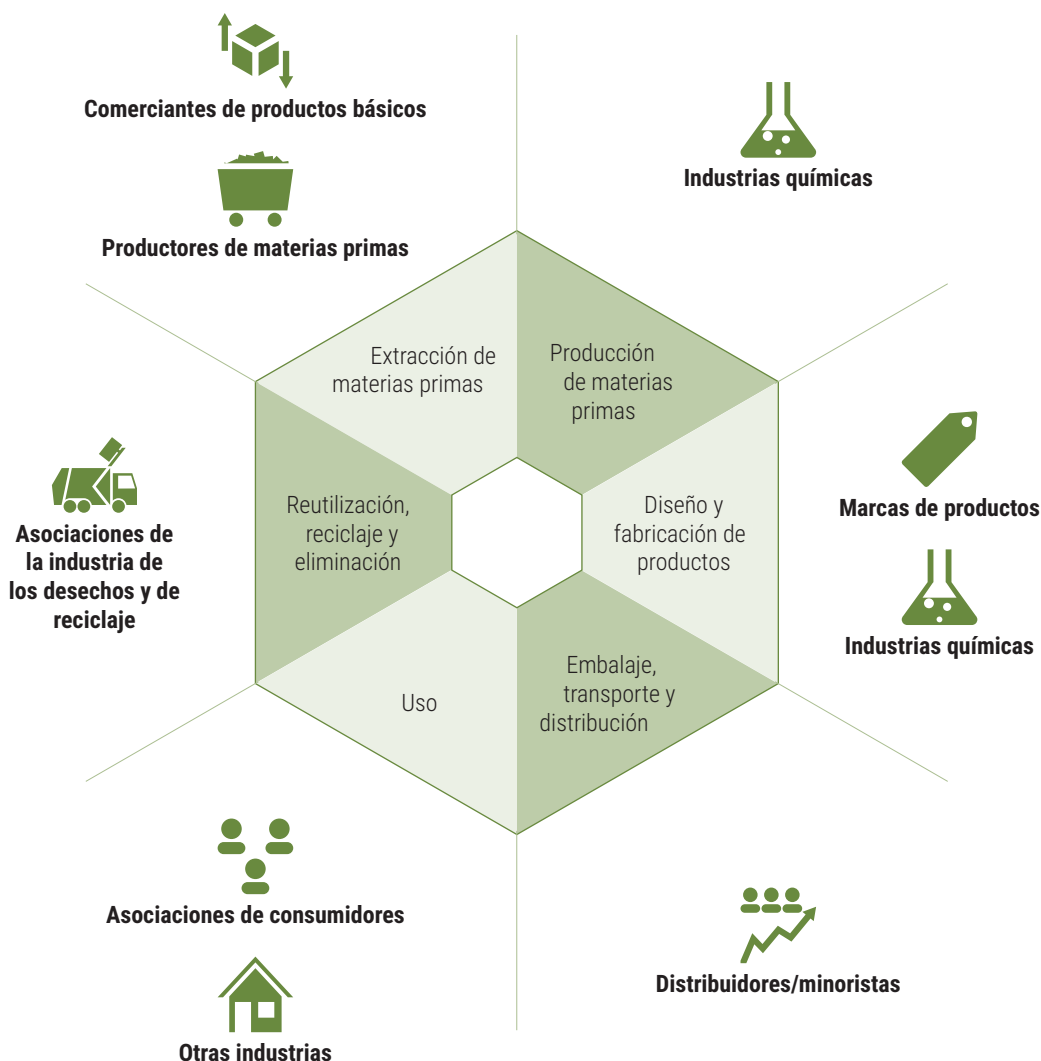 Comerciantes de productos básicos
Productores de materias primas
Industrias químicas
Extracción de
materias primas
Producción
de materias
primas
Asociaciones de
la industria de
los desechos y de
reciclaje
Reutilización,
reciclaje y
eliminación
Diseño y
fabricación de
productos
Marcas de productos
Industrias químicas
Uso
Embalaje,
transporte y
distribución
Asociaciones de consumidores
Otras industrias
Distribuidores/minoristas